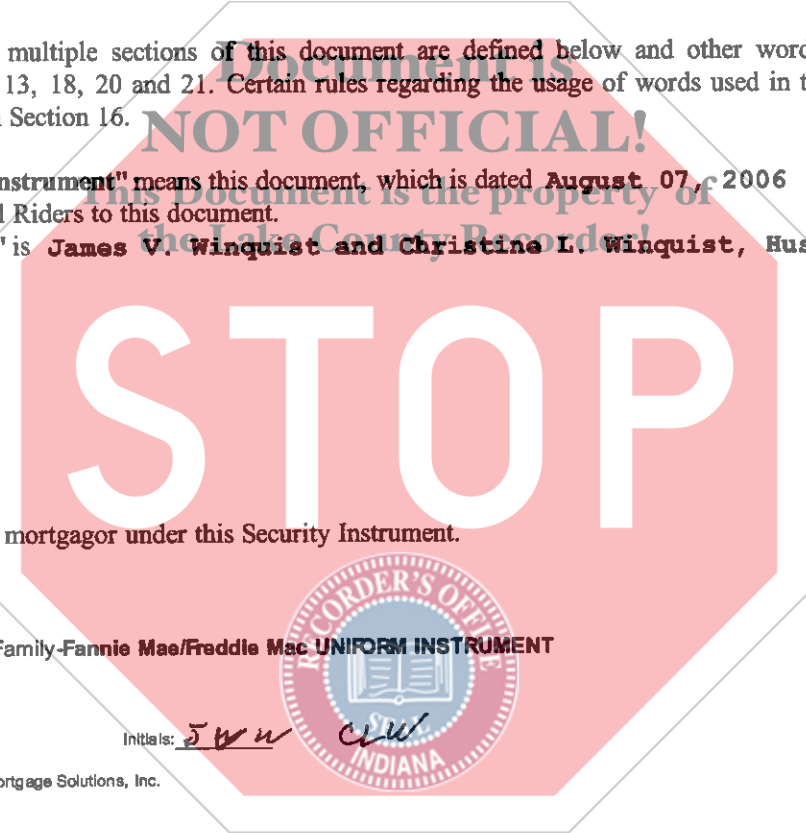 multiple sections of this document are defined below and other word
13, 18, 20 and 21. Certain rules regarding the usage of words used in t
Section 16.
Document is
NOT OFFICIAL!
This Document is the property of
the Lake County Recorder!
nstrument" means this document, which is dated August 07, 2006
l Riders to this document.
" is James V. Winquist and Christina L. Winquist, Hus
STOP
mortgagor under this Security Instrument.
RECORDER'S OFFICE
SEAL
INDIANA
Family-Fannie Mae/Freddie Mac UNIFORM INSTRUMENT
Initials: JWW CLW
ortgage Solutions, Inc.